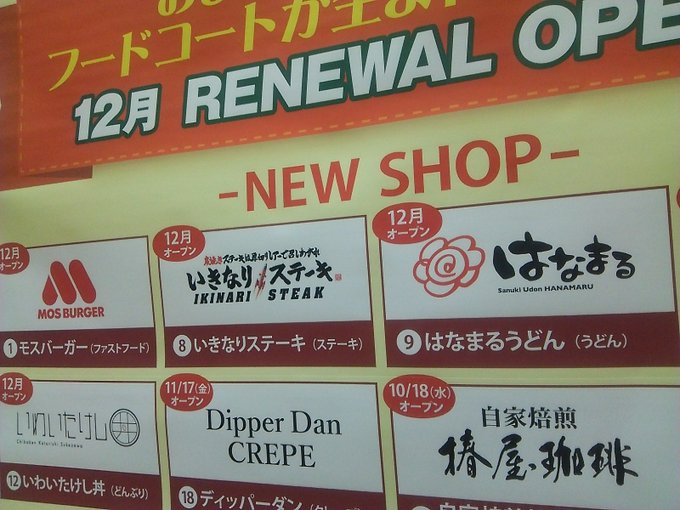 フードコートが生まれ
12月 RENEWAL OPE
-NEW SHOP-
12月
オープン
MOS BURGER
1 モスバーガー(ファストフード)
12月
オープン
いきなりステーキ
IKINARI STEAK
8 いきなりステーキ(ステーキ)
12月
オープン
はなまる
Sanuki Udon HANAMARU
9 はなまるうどん(うどん)
12月
オープン
いわいたけし丼
12 いわいたけし丼(どんぶり)
11/17(金)
オープン
Dipper Dan
CREPE
18 ディッパーダン
10/18(水)
オープン
自家焙煎
椿屋珈琲